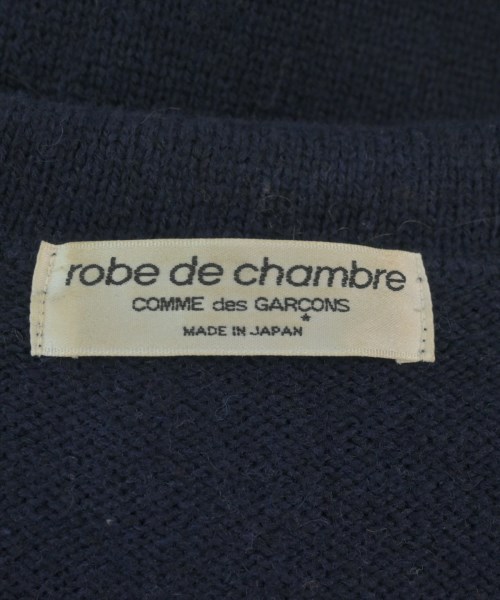 robe de chambre
COMME des GARÇONS
MADE IN JAPAN